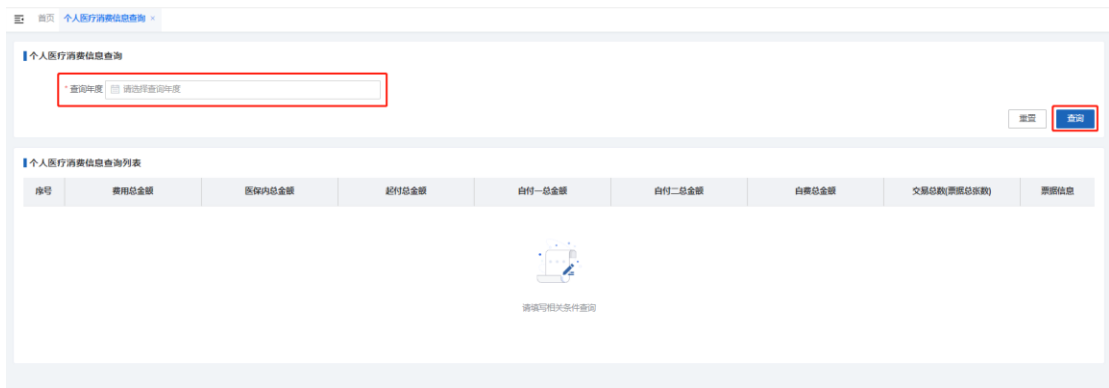 首页 个人医疗消费信息查询 ×
个人医疗消费信息查询
* 查询年度 请选择查询年度
重置 查询
个人医疗消费信息查询列表
序号 费用总金额 医保内总金额 起付总金额 自付一总金额 自付二总金额 自费总金额 交易总数(票据总张数) 票据信息
请填写相关条件查询